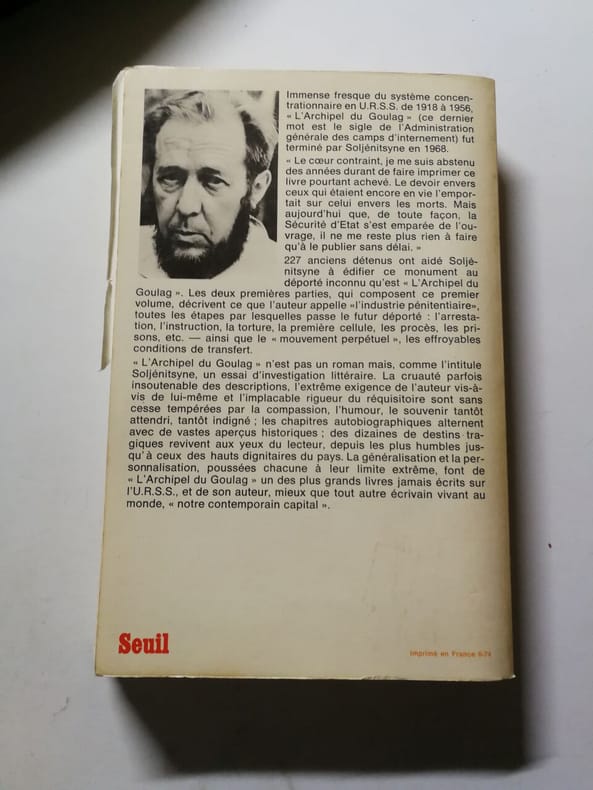 Immense fresque du système concen-
trationnaire en U.R.S.S. de 1918 à 1956,
« L'Archipel du Goulag » (ce dernier
mot est le sigle de l'Administration
générale des camps d'internement) fut
terminé par Soljénitsyne en 1968.
« Le cœur contraint, je me suis abstenu
des années durant de faire imprimer ce
livre pourtant achevé. Le devoir envers
ceux qui étaient encore en vie l'empor-
tait sur celui envers les morts. Mais
aujourd'hui que, de toute façon, la
Sécurité d'Etat s'est emparée de l'ou-
vrage, il ne me reste plus rien à faire
qu'à le publier sans délai. »
227 anciens détenus ont aidé Soljé-
nitsyne à édifier ce monument au
déporté inconnu qu'est « L'Archipel du
Goulag ». Les deux premières parties, qui composent ce premier
volume, décrivent ce que l'auteur appelle «l'industrie pénitentiaire»,
toutes les étapes par lesquelles passe le futur déporté : l'arresta-
tion, l'instruction, la torture, la première cellule, les procès, les pri-
sons, etc. — ainsi que le « mouvement perpétuel », les effroyables
conditions de transfert.
« L'Archipel du Goulag » n'est pas un roman mais, comme l'intitule
Soljénitsyne, un essai d'investigation littéraire. La cruauté parfois
insoutenable des descriptions, l'extrême exigence de l'auteur vis-à-
vis de lui-même et l'implacable rigueur du réquisitoire sont sans
cesse tempérées par la compassion, l'humour, le souvenir tantôt
attendri, tantôt indigné ; les chapitres autobiographiques alternent
avec de vastes aperçus historiques ; des dizaines de destins tra-
giques revivent aux yeux du lecteur, depuis les plus humbles jus-
qu'à ceux des hauts dignitaires du pays. La généralisation et la per-
sonnalisation, poussées chacune à leur limite extrême, font de
« L'Archipel du Goulag » un des plus grands livres jamais écrits sur
l'U.R.S.S., et de son auteur, mieux que tout autre écrivain vivant au
monde, « notre contemporain capital ».
Seuil
Imprimé en France 6-74